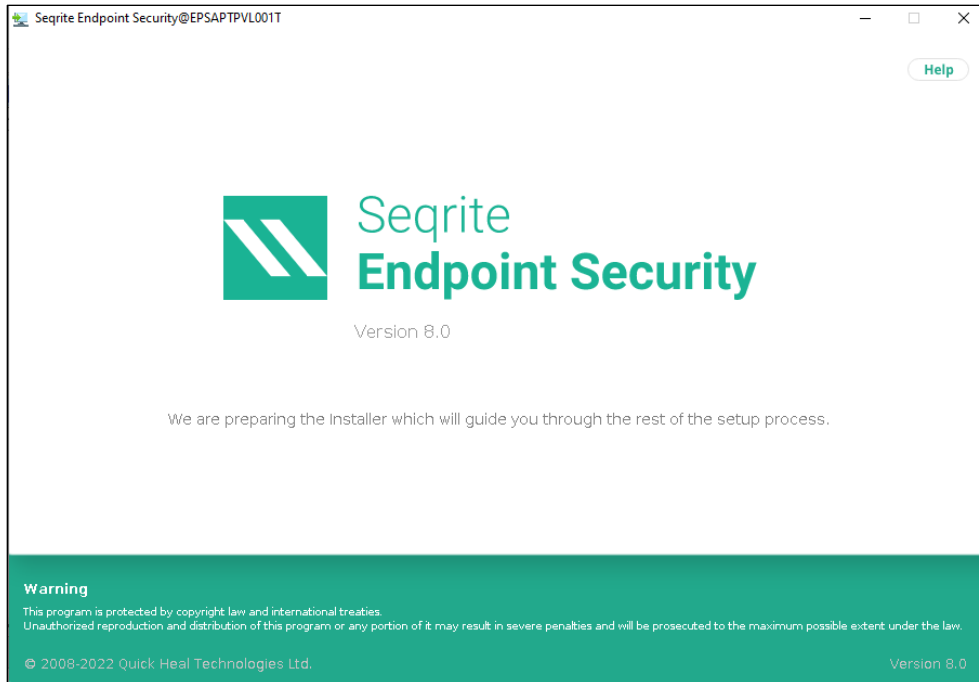 Seqrite Endpoint Security@EPSAPTPVL001T
Help
Seqrite
Endpoint Security
Version 8.0
We are preparing the Installer which will guide you through the rest of the setup process.
Warning
This program is protected by copyright law and international treaties.
Unauthorized reproduction and distribution of this program or any portion of it may result in severe penalties and will be prosecuted to the maximum possible extent under the law.
© 2008-2022 Quick Heal Technologies Ltd.
Version 8.0